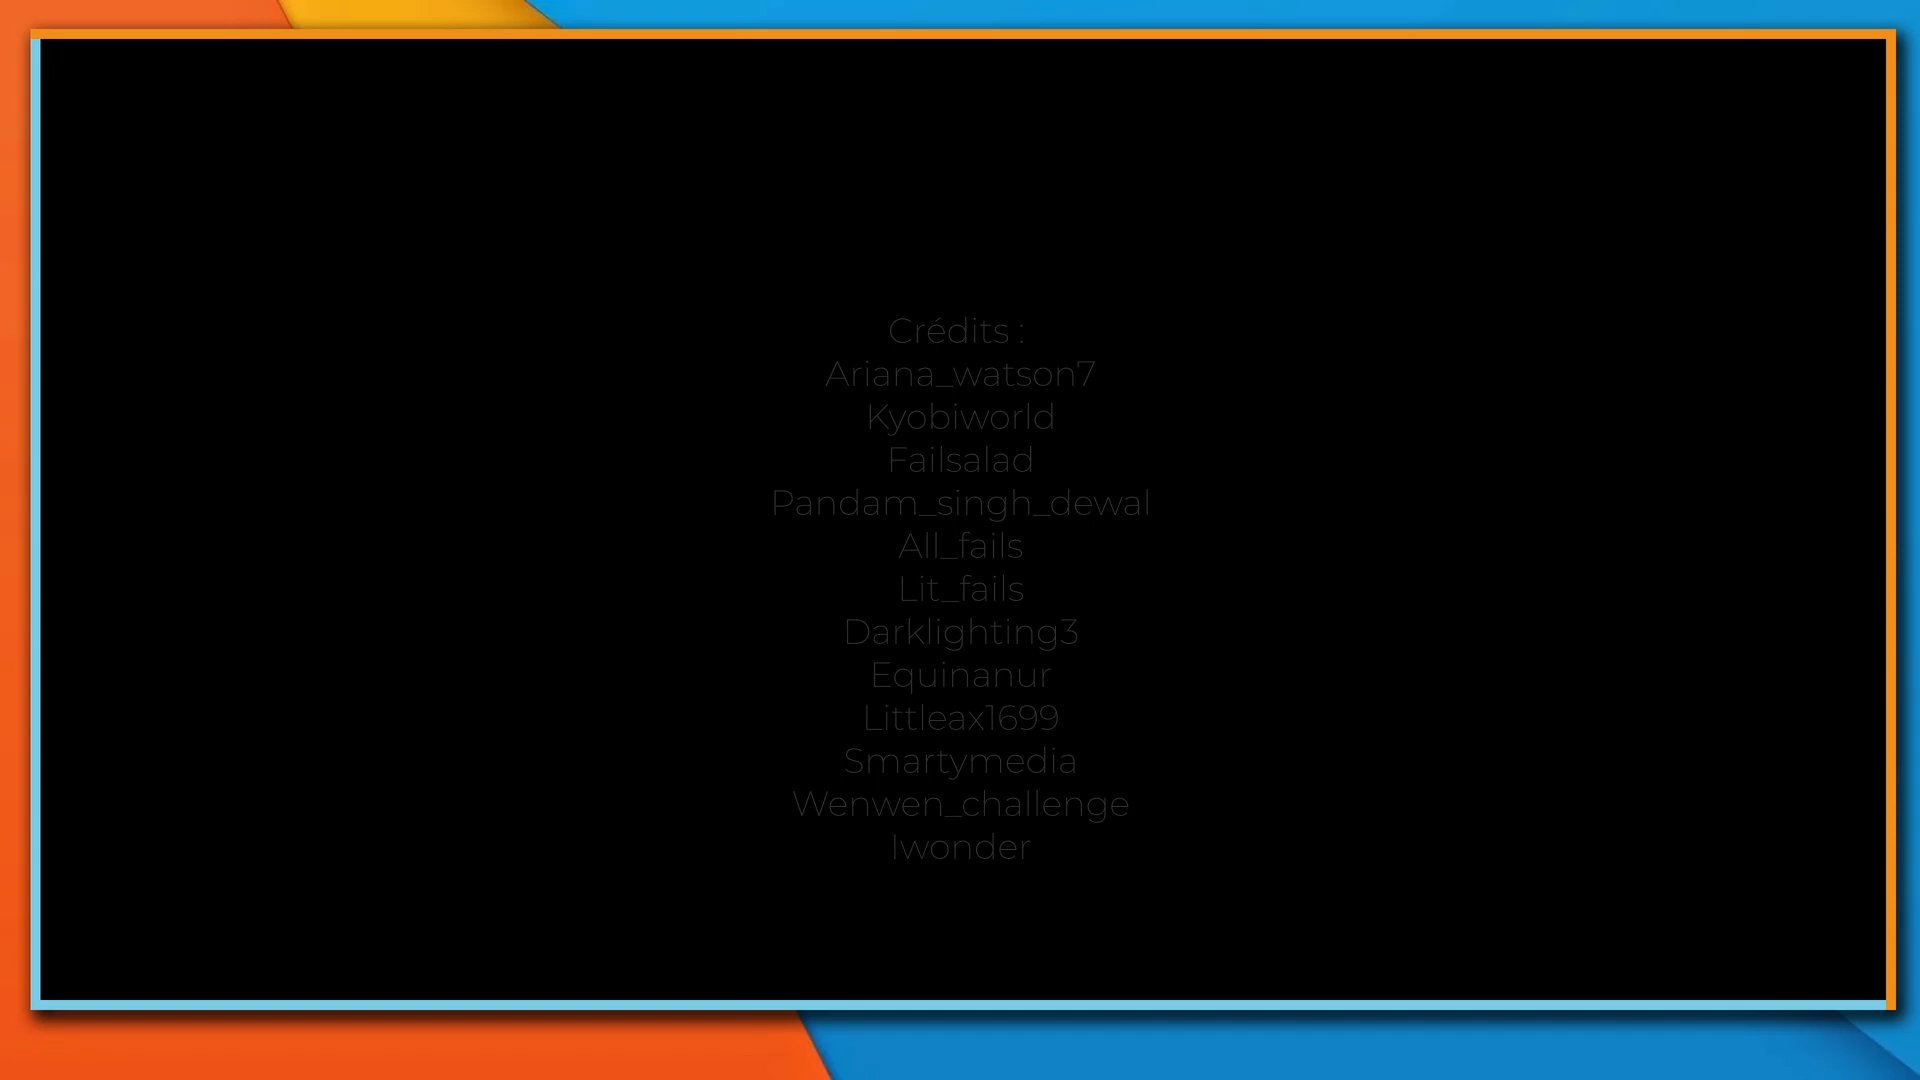 Crédits :
Ariana_watson7
Kyobiworld
Failsalad
Pandam_singh_dewal
All_fails
Lit_fails
Darklighting3
Equinanur
Littleax1699
Smartymedia
Wenwen_challenge
Iwonder